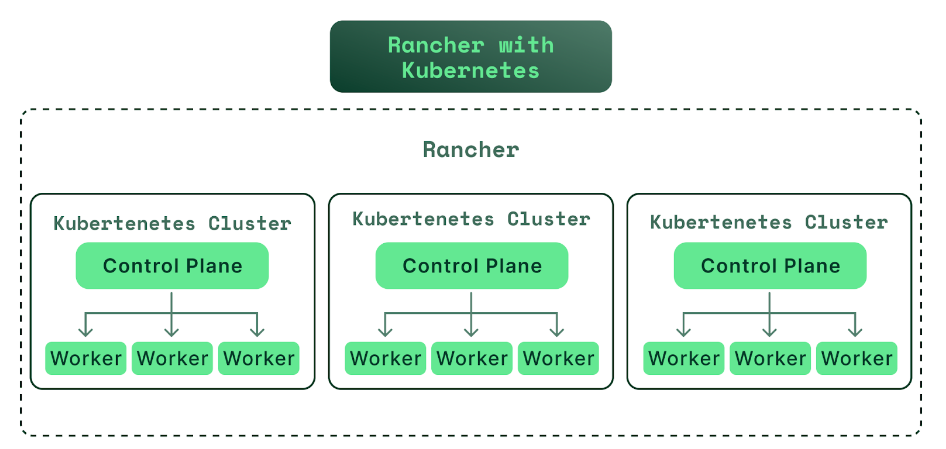 Rancher with
Kubernetes
Rancher
Kubertenetes Cluster
Control Plane
Worker Worker Worker
Kubertenetes Cluster
Control Plane
Worker Worker Worker
Kubertenetes Cluster
Control Plane
Worker Worker Worker